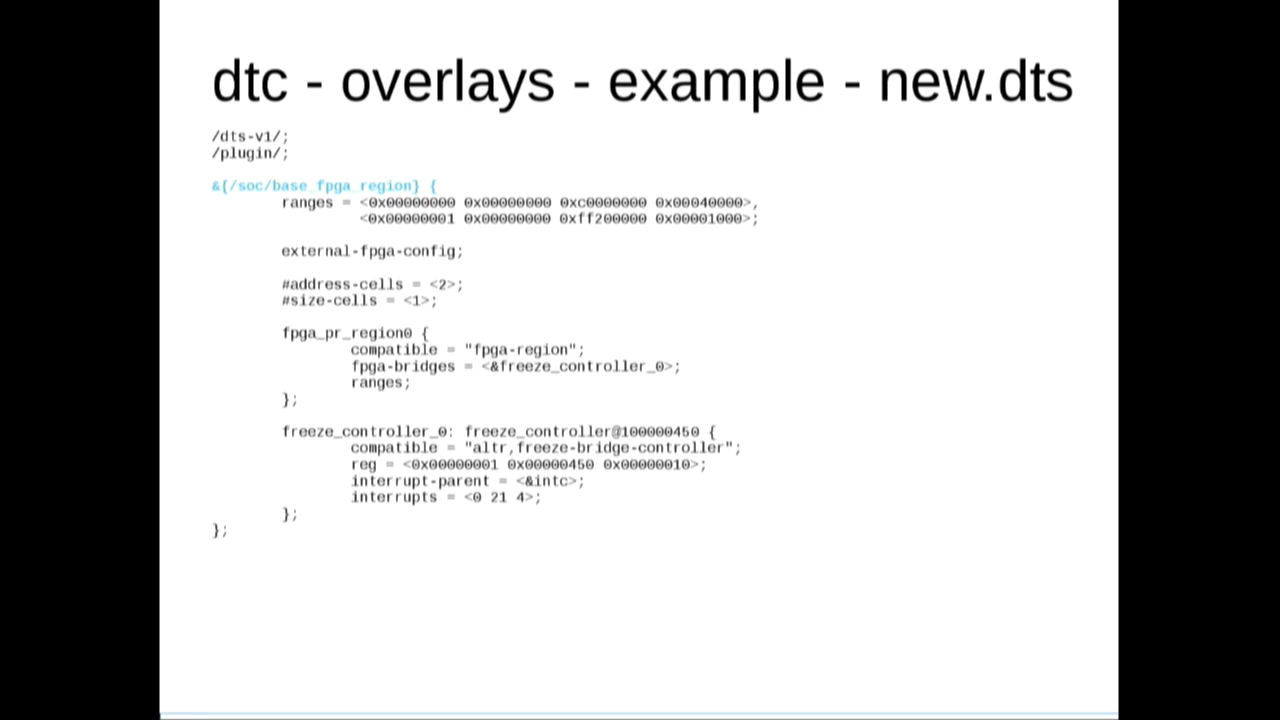 dtc - overlays - example - new.dts
/dts-v1/;
/plugin/;
&{/soc/base_fpga_region} {
ranges = <0x00000000 0x00000000 0xc0000000 0x00040000>,
<0x00000001 0x00000000 0xff200000 0x00001000>;
external-fpga-config;
#address-cells = <2>;
#size-cells = <1>;
fpga_pr_region0 {
compatible = "fpga-region";
fpga-bridges = <&freeze_controller_0>;
ranges;
};
freeze_controller_0: freeze_controller@100000450 {
compatible = "altr,freeze-bridge-controller";
reg = <0x00000001 0x00000450 0x00000010>;
interrupt-parent = <&intc>;
interrupts = <0 21 4>;
};
};